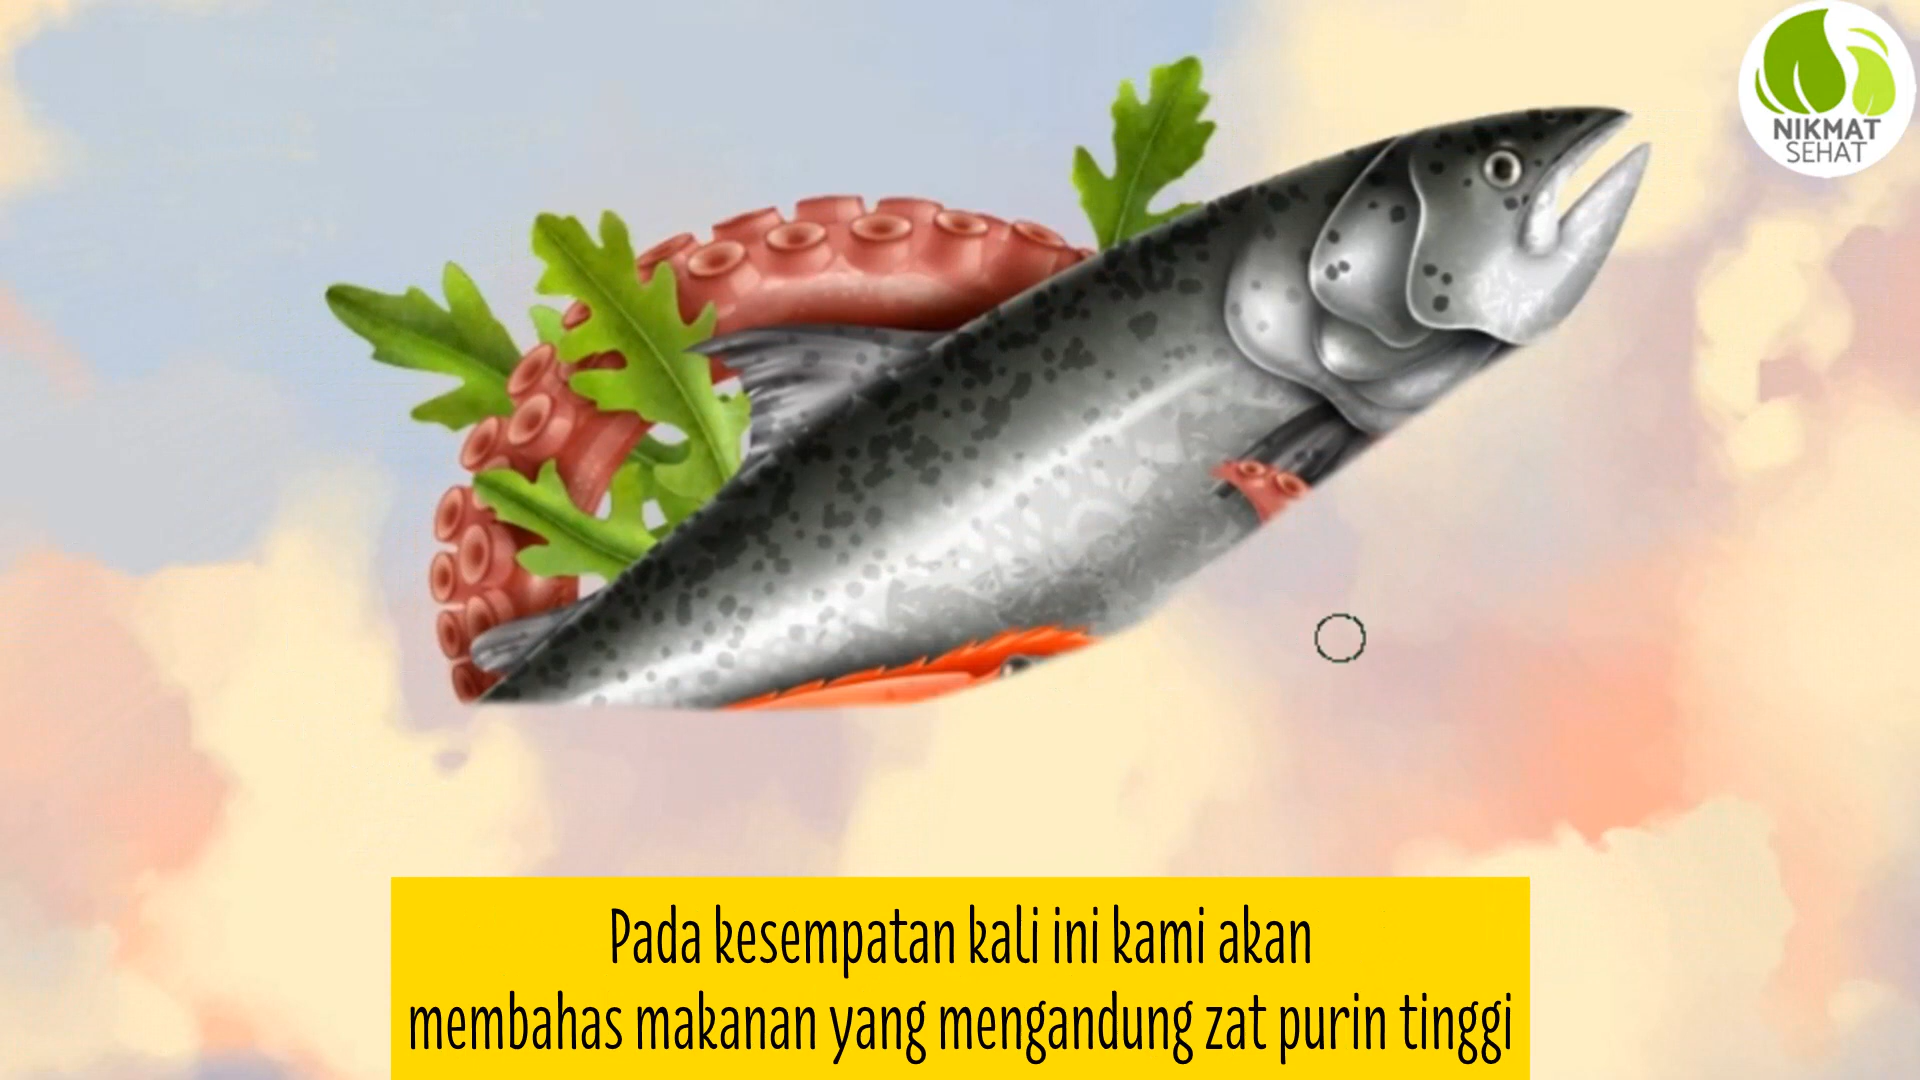 NIKMAT
SEHAT
Pada kesempatan kali ini kami akan
membahas makanan yang mengandung zat purin tinggi